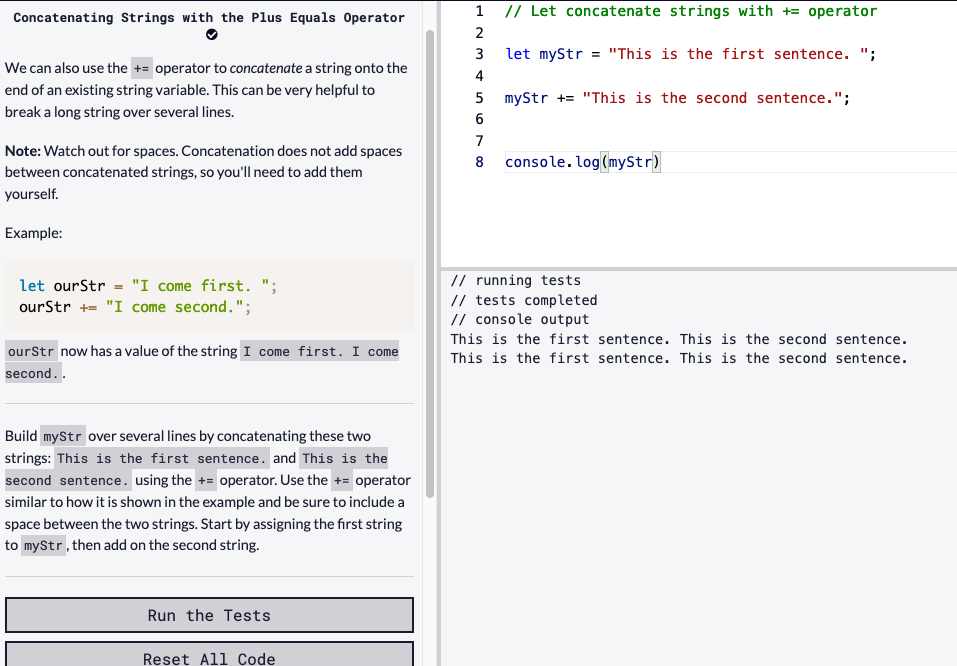 Concatenating Strings with the Plus Equals Operator
We can also use the += operator to concatenate a string onto the
end of an existing string variable. This can be very helpful to
break a long string over several lines.
Note: Watch out for spaces. Concatenation does not add spaces
between concatenated strings, so you'll need to add them
yourself.
Example:
let ourStr = "I come first. ";
ourStr += "I come second.";
ourStr now has a value of the string I come first. I come
second..
Build myStr over several lines by concatenating these two
strings: This is the first sentence. and This is the
second sentence. using the += operator. Use the += operator
similar to how it is shown in the example and be sure to include a
space between the two strings. Start by assigning the first string
to myStr, then add on the second string.
Run the Tests
Reset All Code
1 // Let concatenate strings with += operator
2
3 let myStr = "This is the first sentence. ";
4
5 myStr += "This is the second sentence.";
6
7
8 console.log(myStr)
// running tests
// tests completed
// console output
This is the first sentence. This is the second sentence.
This is the first sentence. This is the second sentence.